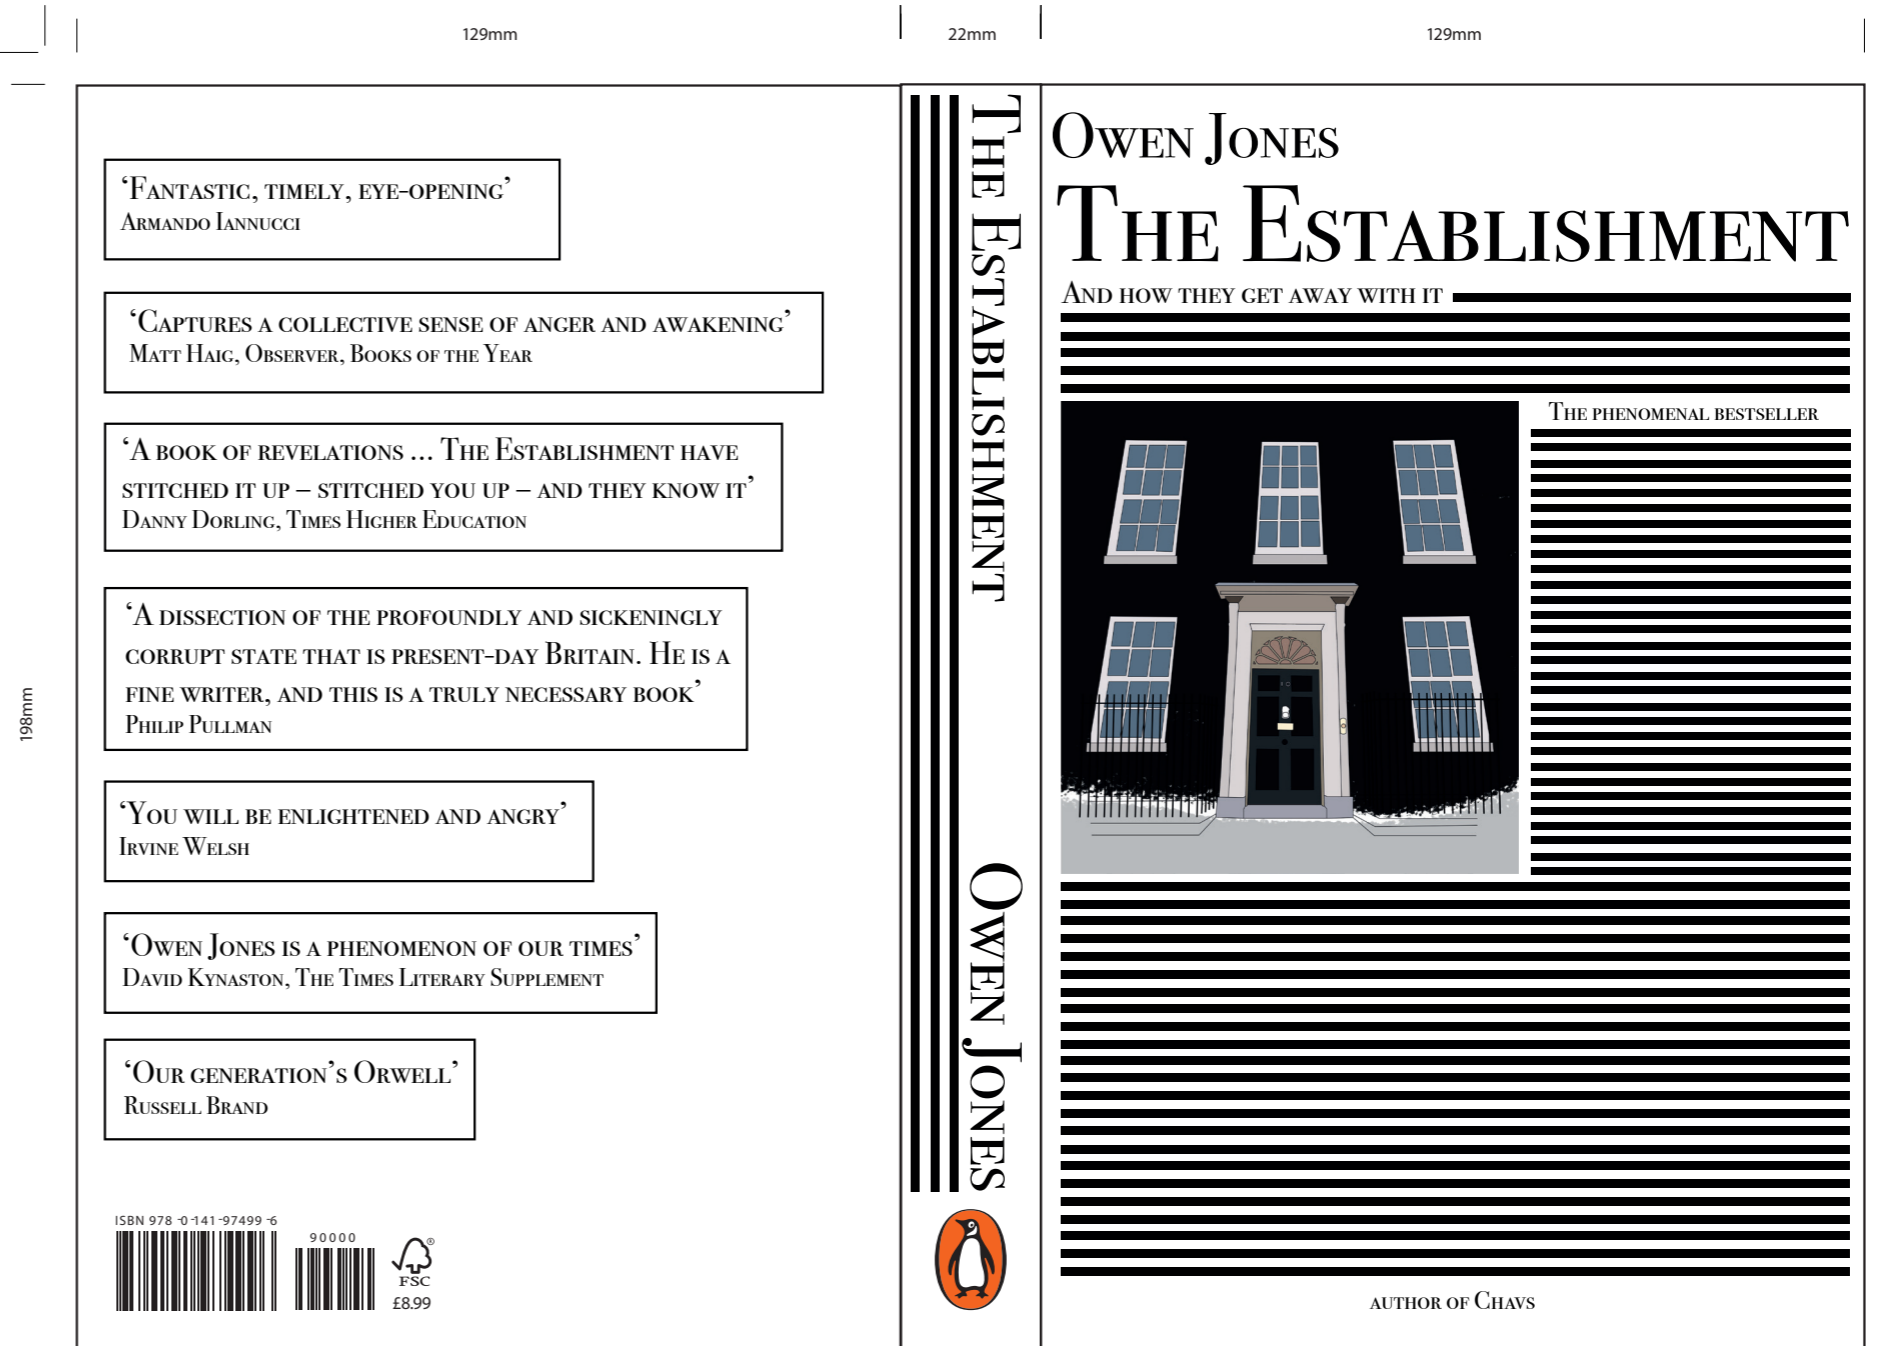 129mm
22mm
129mm
198mm
‘Fantastic, timely, eye-opening’
Armando Iannucci
‘Captures a collective sense of anger and awakening’
Matt Haig, Observer, Books of the Year
‘A book of revelations ... The Establishment have
stitched it up – stitched you up – and they know it’
Danny Dorling, Times Higher Education
‘A dissection of the profoundly and sickeningly
corrupt state that is present-day Britain. He is a
fine writer, and this is a truly necessary book’
Philip Pullman
‘You will be enlightened and angry’
Irvine Welsh
‘Owen Jones is a phenomenon of our times’
David Kynaston, The Times Literary Supplement
‘Our generation’s Orwell’
Russell Brand
ISBN 978-0-141-97499-6
90000
®
FSC
£8.99
The Establishment
Owen Jones
Owen Jones
The Establishment
And how they get away with it
The phenomenal bestseller
author of Chavs